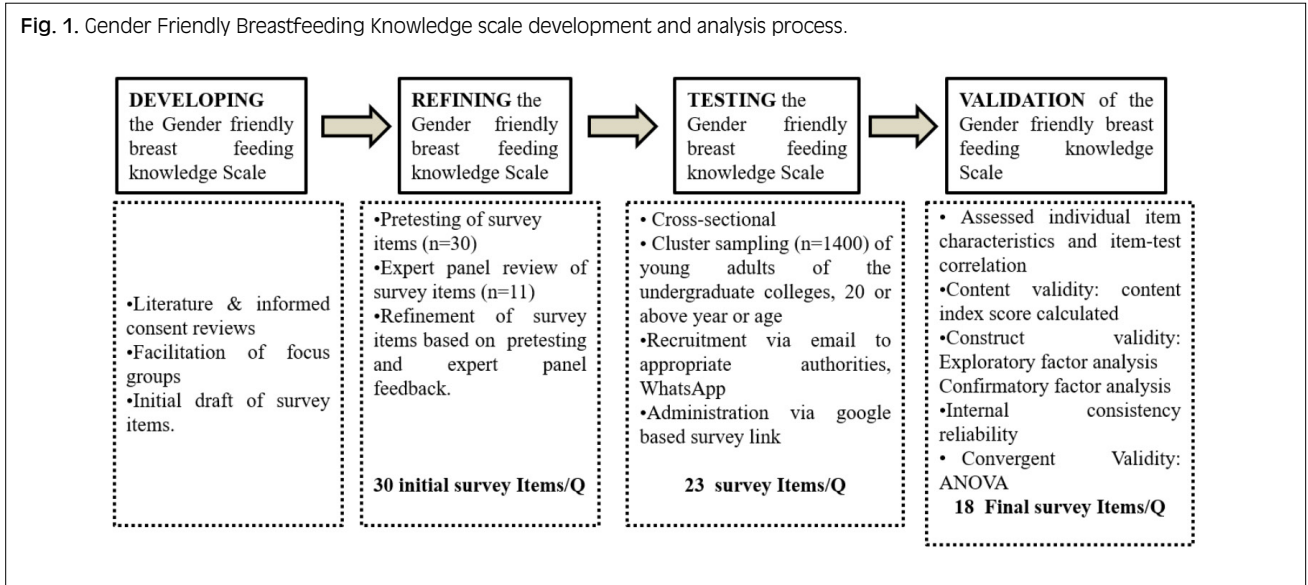 Fig. 1. Gender Friendly Breastfeeding Knowledge scale development and analysis process.
DEVELOPING
the Gender friendly
breast feeding
knowledge Scale
REFINING the
Gender friendly
breast feeding
knowledge Scale
TESTING the
Gender friendly
breast feeding
knowledge Scale
VALIDATION of the
Gender friendly breast
feeding knowledge
Scale
•Literature & informed
consent reviews
•Facilitation of focus
groups
•Initial draft of survey
items.
•Pretesting of survey
items (n=30)
•Expert panel review of
survey items (n=11)
•Refinement of survey
items based on pretesting
and expert panel
feedback.
30 initial survey Items/Q
• Cross-sectional
• Cluster sampling (n=1400) of
young adults of the
undergraduate colleges, 20 or
above year or age
•Recruitment via email to
appropriate authorities,
WhatsApp
•Administration via google
based survey link
23 survey Items/Q
• Assessed individual item
characteristics and item-test
correlation
•Content validity: content
index score calculated
•Construct validity:
Exploratory factor analysis
Confirmatory factor analysis
•Internal consistency
reliability
• Convergent Validity:
ANOVA
18 Final survey Items/Q